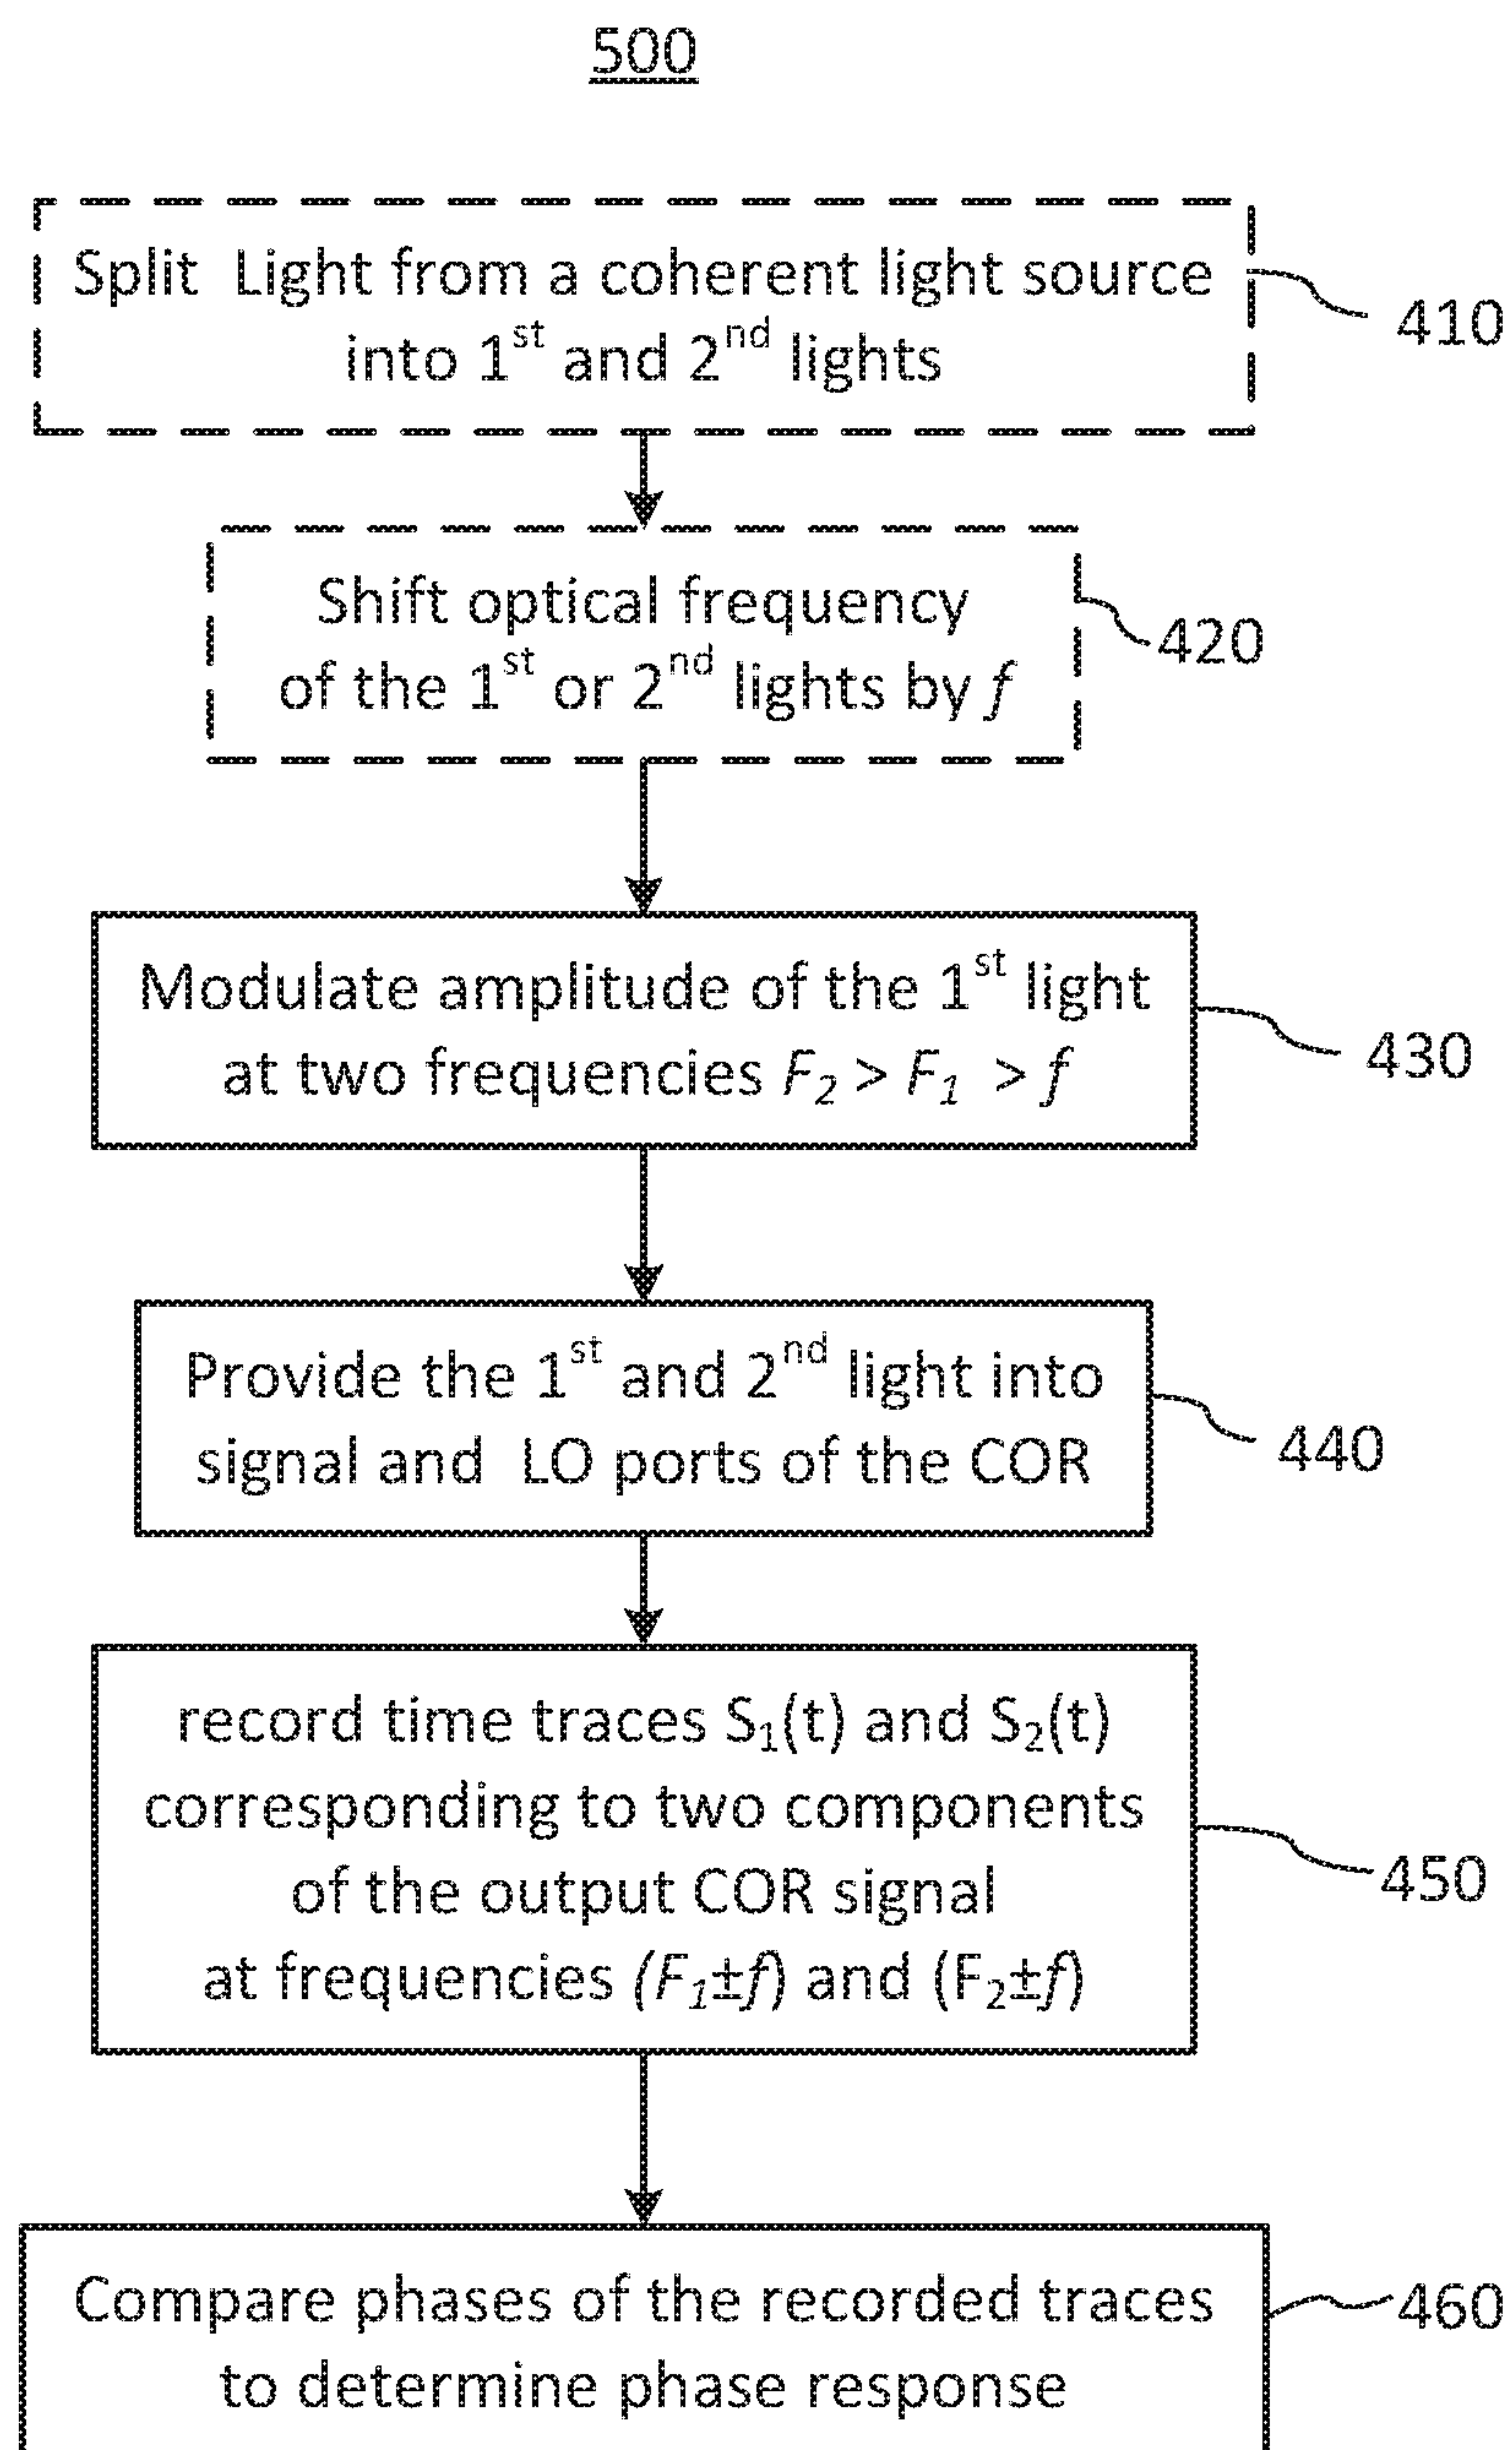 500
Split Light from a coherent light source
into 1st and 2nd lights
410
Shift optical frequency
of the 1st or 2nd lights by f
420
Modulate amplitude of the 1st light
at two frequencies F2 > F1 > f
430
Provide the 1st and 2nd light into
signal and LO ports of the COR
440
record time traces S1(t) and S2(t)
corresponding to two components
of the output COR signal
at frequencies (F1±f) and (F2±f)
450
Compare phases of the recorded traces
to determine phase response
460